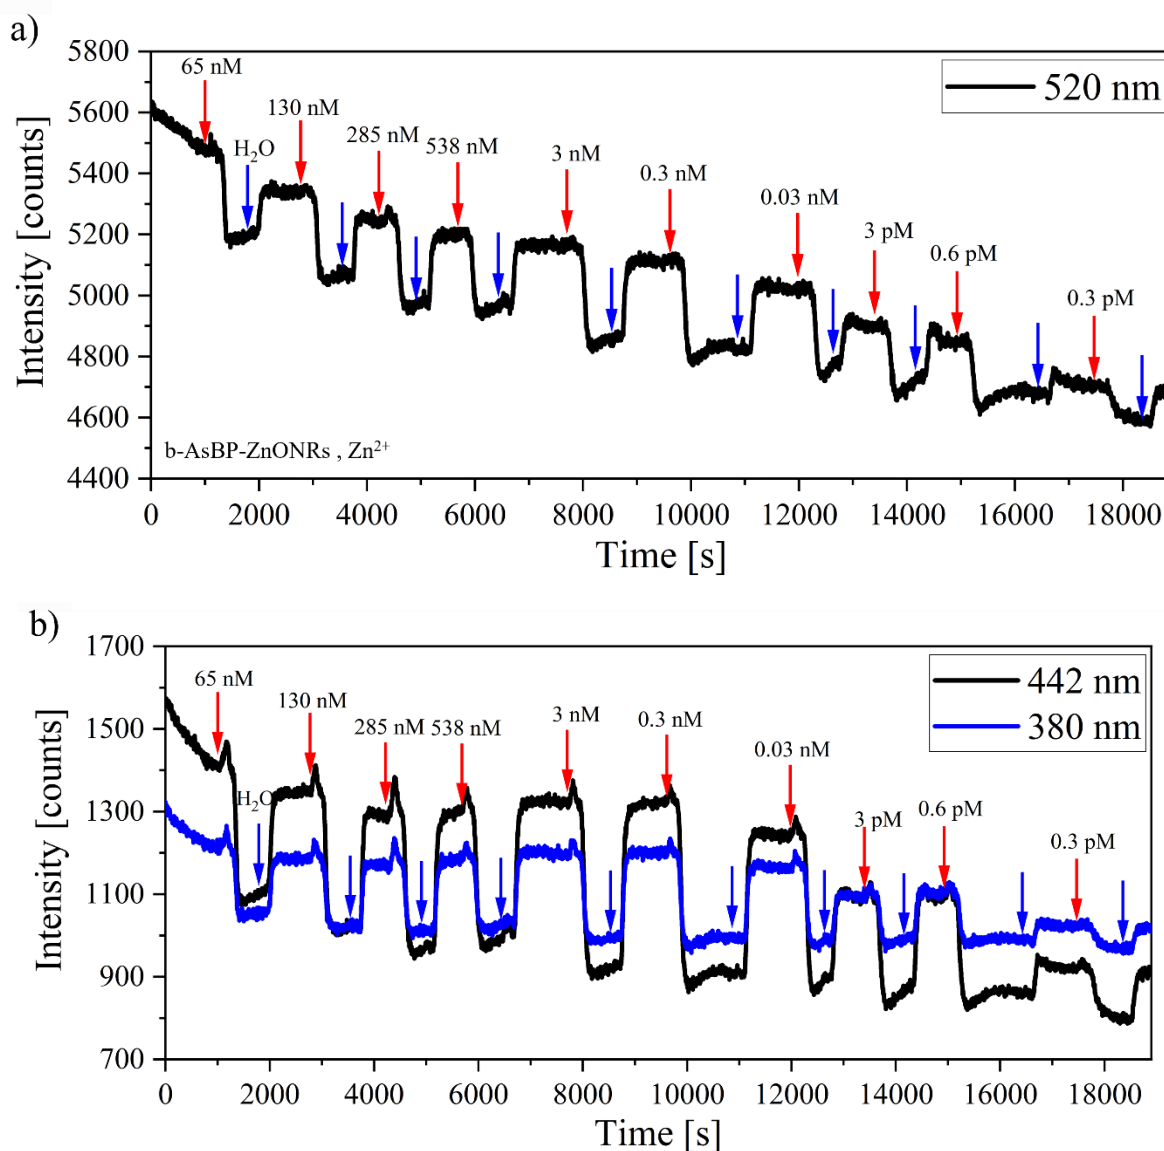 a)
5800
5600
5400
5200
5000
4800
4600
4400
Intensity [counts]
65 nM
H₂O
130 nM
285 nM
538 nM
3 nM
0.3 nM
0.03 nM
3 pM
0.6 pM
0.3 pM
520 nm
b-AsBP-ZnONRs , Zn²⁺
0 2000 4000 6000 8000 10000 12000 14000 16000 18000
Time [s]
b)
1700
1500
1300
1100
900
700
Intensity [counts]
65 nM
H₂O
130 nM
285 nM
538 nM
3 nM
0.3 nM
0.03 nM
3 pM
0.6 pM
0.3 pM
442 nm
380 nm
0 2000 4000 6000 8000 10000 12000 14000 16000 18000
Time [s]